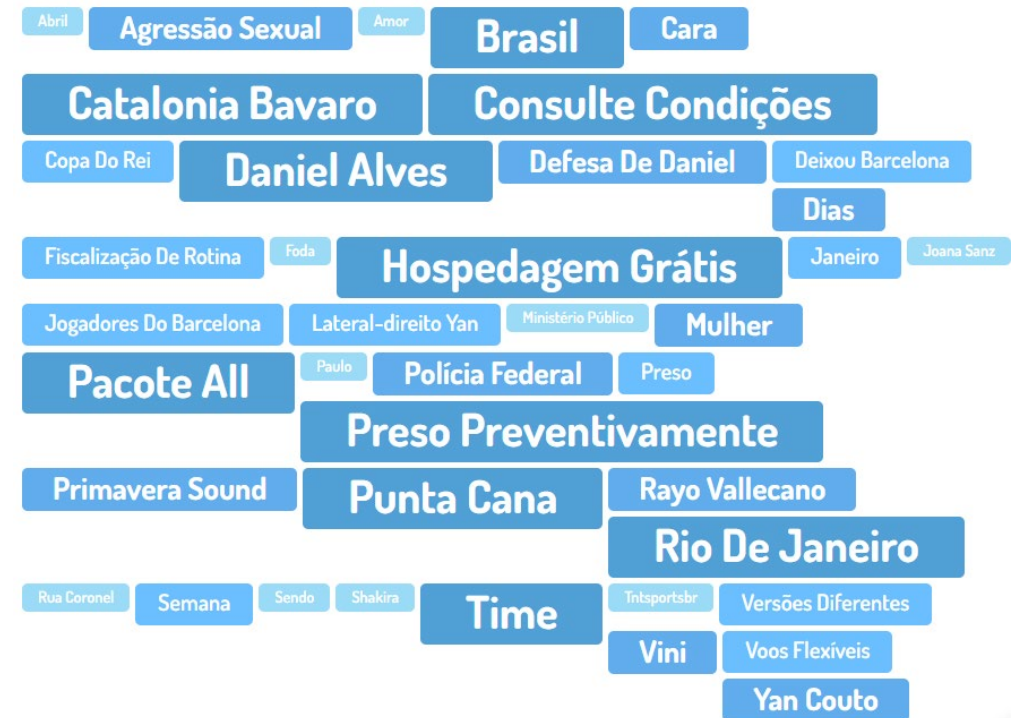 Abril Agressão Sexual Amor Brasil Cara
Catalonia Bavaro Consulte Condições
Copa Do Rei Daniel Alves Defesa De Daniel Deixou Barcelona
Dias
Fiscalização De Rotina Foda Hospedagem Grátis Janeiro Joana Sanz
Jogadores Do Barcelona Lateral-direito Yan Ministério Público Mulher
Pacote All Paulo Polícia Federal Preso
Preso Preventivamente
Primavera Sound Punta Cana Rayo Vallecano
Rio De Janeiro
Rua Coronel Semana Sendo Shakira Time Tntsportsbr Versões Diferentes
Vini Voos Flexíveis
Yan Couto